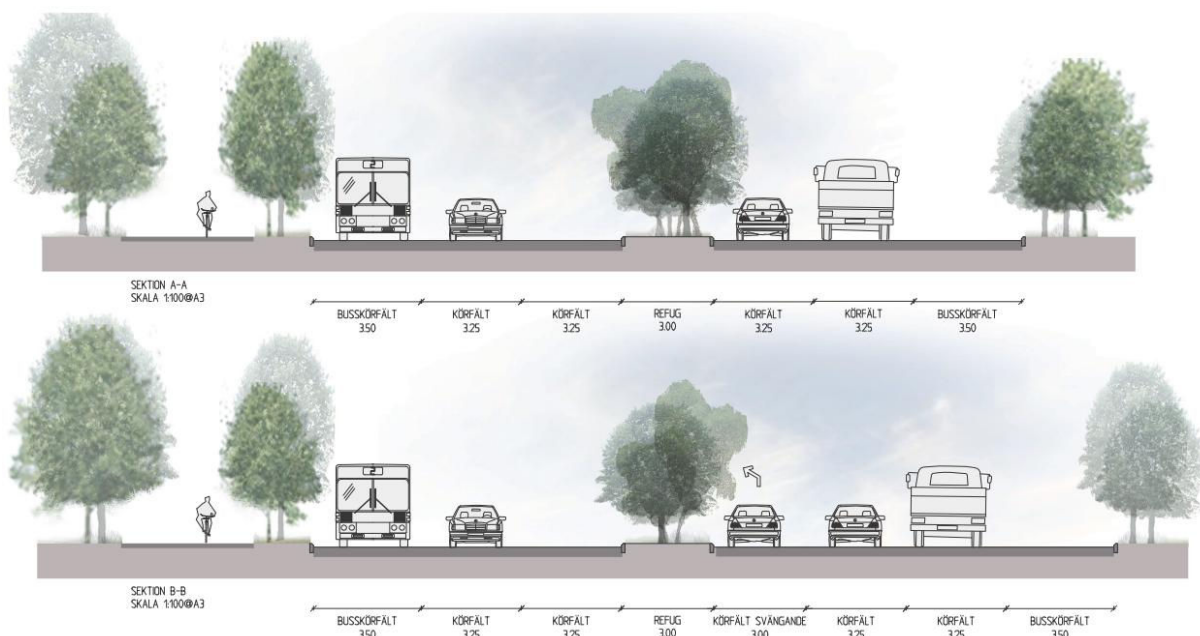 SEKTION A-A
SKALA 1:100@A3
BUSSKÖRFÄLT KÖRFÄLT KÖRFÄLT REFUG KÖRFÄLT KÖRFÄLT BUSSKÖRFÄLT
3.50 3.25 3.25 3.00 3.25 3.25 3.50
SEKTION B-B
SKALA 1:100@A3
BUSSKÖRFÄLT KÖRFÄLT KÖRFÄLT REFUG KÖRFÄLT SVÄNGANDE KÖRFÄLT KÖRFÄLT BUSSKÖRFÄLT
3.50 3.25 3.25 3.00 3.00 3.25 3.25 3.50